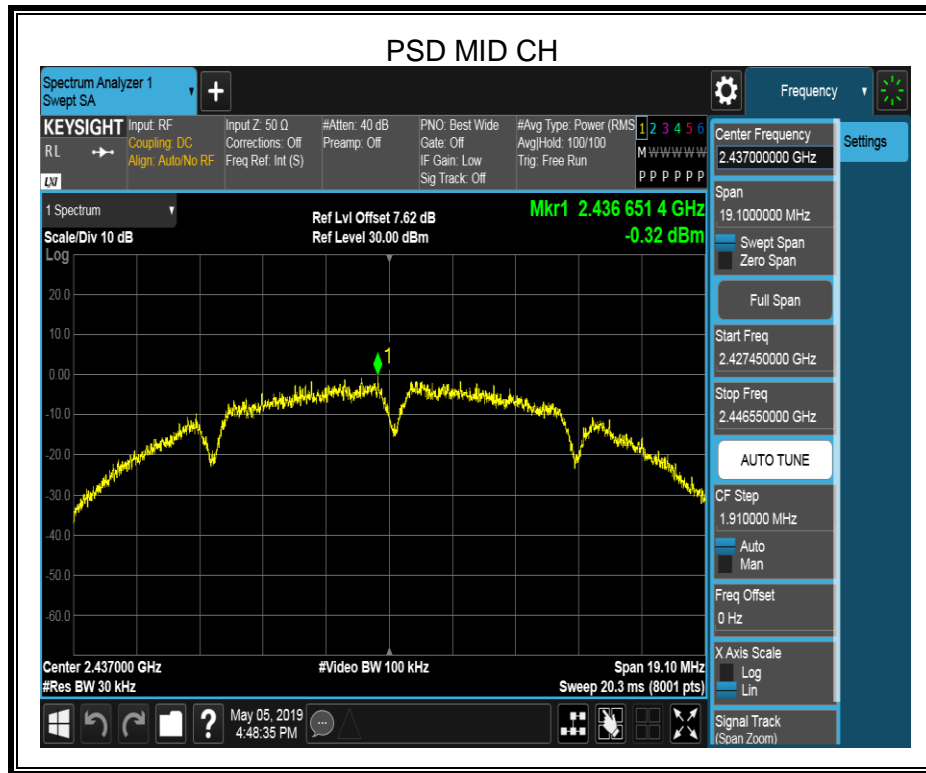 PSD MID CH
Spectrum Analyzer 1
Swept SA
+
Frequency
KEYSIGHT
RL
LXI
Input: RF
Coupling: DC
Align: Auto/No RF
Input Z: 50 Ω
Corrections: Off
Freq Ref: Int (S)
#Atten: 40 dB
Preamp: Off
PNO: Best Wide
Gate: Off
IF Gain: Low
Sig Track: Off
#Avg Type: Power (RMS
Avg|Hold: 100/100
Trig: Free Run
1 2 3 4 5 6
M W W W W W
P P P P P P
Settings
1 Spectrum
Scale/Div 10 dB
Log
Ref Lvl Offset 7.62 dB
Ref Level 30.00 dBm
Mkr1 2.436 651 4 GHz
-0.32 dBm
20.0
10.0
0.00
-10.0
-20.0
-30.0
-40.0
-50.0
-60.0
1
Center 2.437000 GHz
#Res BW 30 kHz
#Video BW 100 kHz
Span 19.10 MHz
Sweep 20.3 ms (8001 pts)
Center Frequency
2.437000000 GHz
Span
19.1000000 MHz
Swept Span
Zero Span
Full Span
Start Freq
2.427450000 GHz
Stop Freq
2.446550000 GHz
AUTO TUNE
CF Step
1.910000 MHz
Auto
Man
Freq Offset
0 Hz
X Axis Scale
Log
Lin
Signal Track
(Span Zoom)
?
May 05, 2019
4:48:35 PM